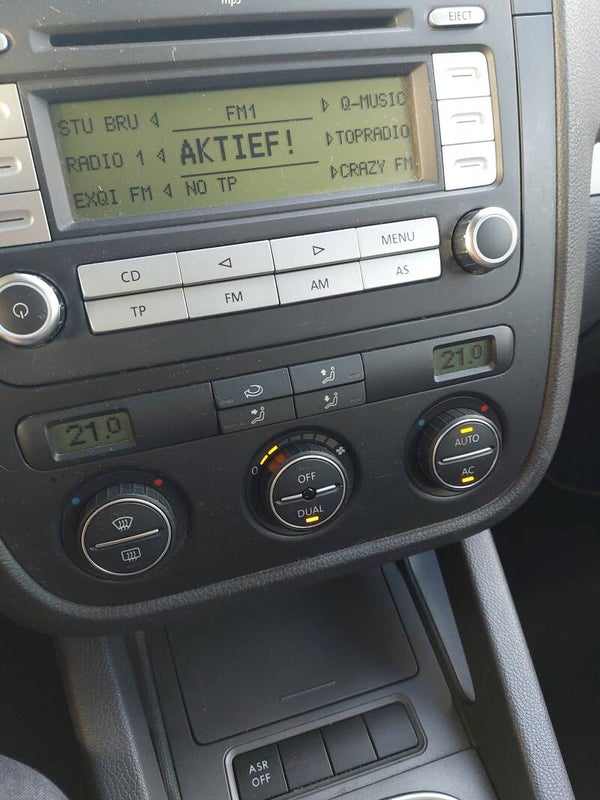 mp3
EJECT
STU BRU FM1 Q-MUSIC
RADIO 1 AKTIEF! TOPRADIO
EXQI FM NO TP CRAZY FM
CD MENU
TP FM AM AS
21.0
21.0
AUTO
AC
0 OFF
DUAL
ASR
OFF